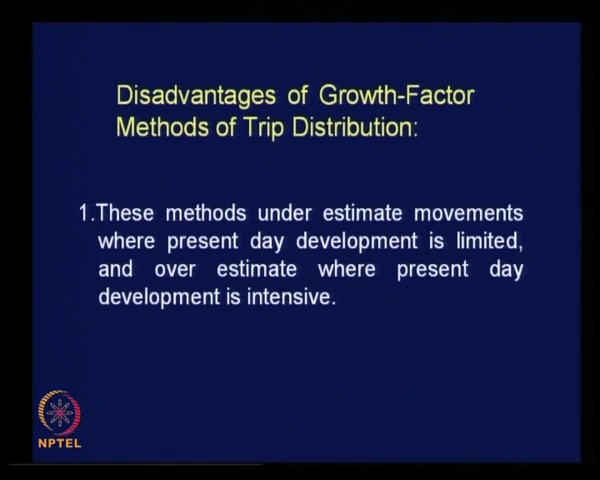 Disadvantages of Growth-Factor
Methods of Trip Distribution:
1.These methods under estimate movements
where present day development is limited,
and over estimate where present day
development is intensive.
NPTEL